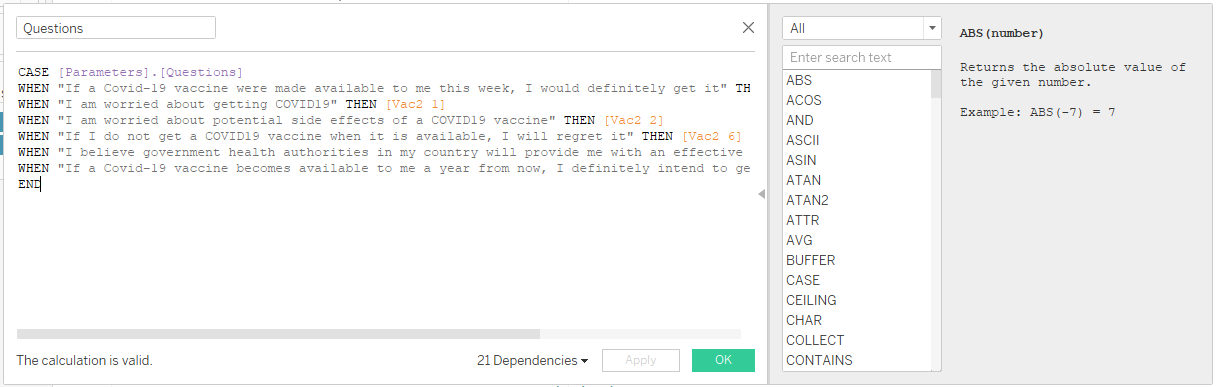 Questions
CASE [Parameters].[Questions]
WHEN "If a Covid-19 vaccine were made available to me this week, I would definitely get it" TH
WHEN "I am worried about getting COVID19" THEN [Vac2 1]
WHEN "I am worried about potential side effects of a COVID19 vaccine" THEN [Vac2 2]
WHEN "If I do not get a COVID19 vaccine when it is available, I will regret it" THEN [Vac2 6]
WHEN "I believe government health authorities in my country will provide me with an effective
WHEN "If a Covid-19 vaccine becomes available to me a year from now, I definitely intend to ge
END
The calculation is valid.
21 Dependencies
Apply
OK
All
Enter search text
ABS
ACOS
AND
ASCII
ASIN
ATAN
ATAN2
ATTR
AVG
BUFFER
CASE
CEILING
CHAR
COLLECT
CONTAINS
ABS(number)
Returns the absolute value of
the given number.
Example: ABS(-7) = 7